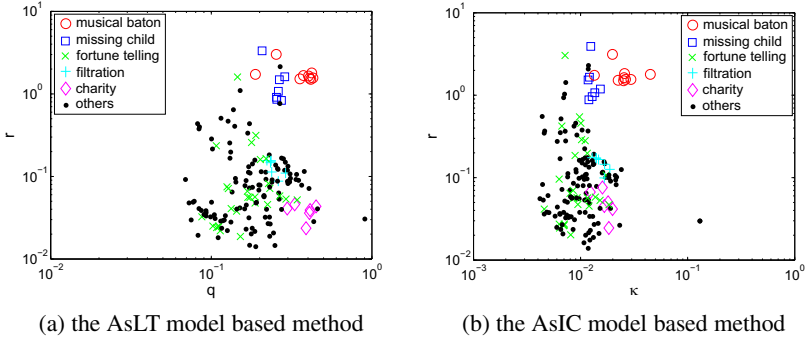 musical baton
missing child
fortune telling
filtration
charity
others
r
10^1
10^0
10^-1
10^-2
10^-2
10^-1
10^0
q
(a) the AsLT model based method
musical baton
missing child
fortune telling
filtration
charity
others
r
10^1
10^0
10^-1
10^-2
10^-3
10^-2
10^-1
10^0
κ
(b) the AsIC model based method